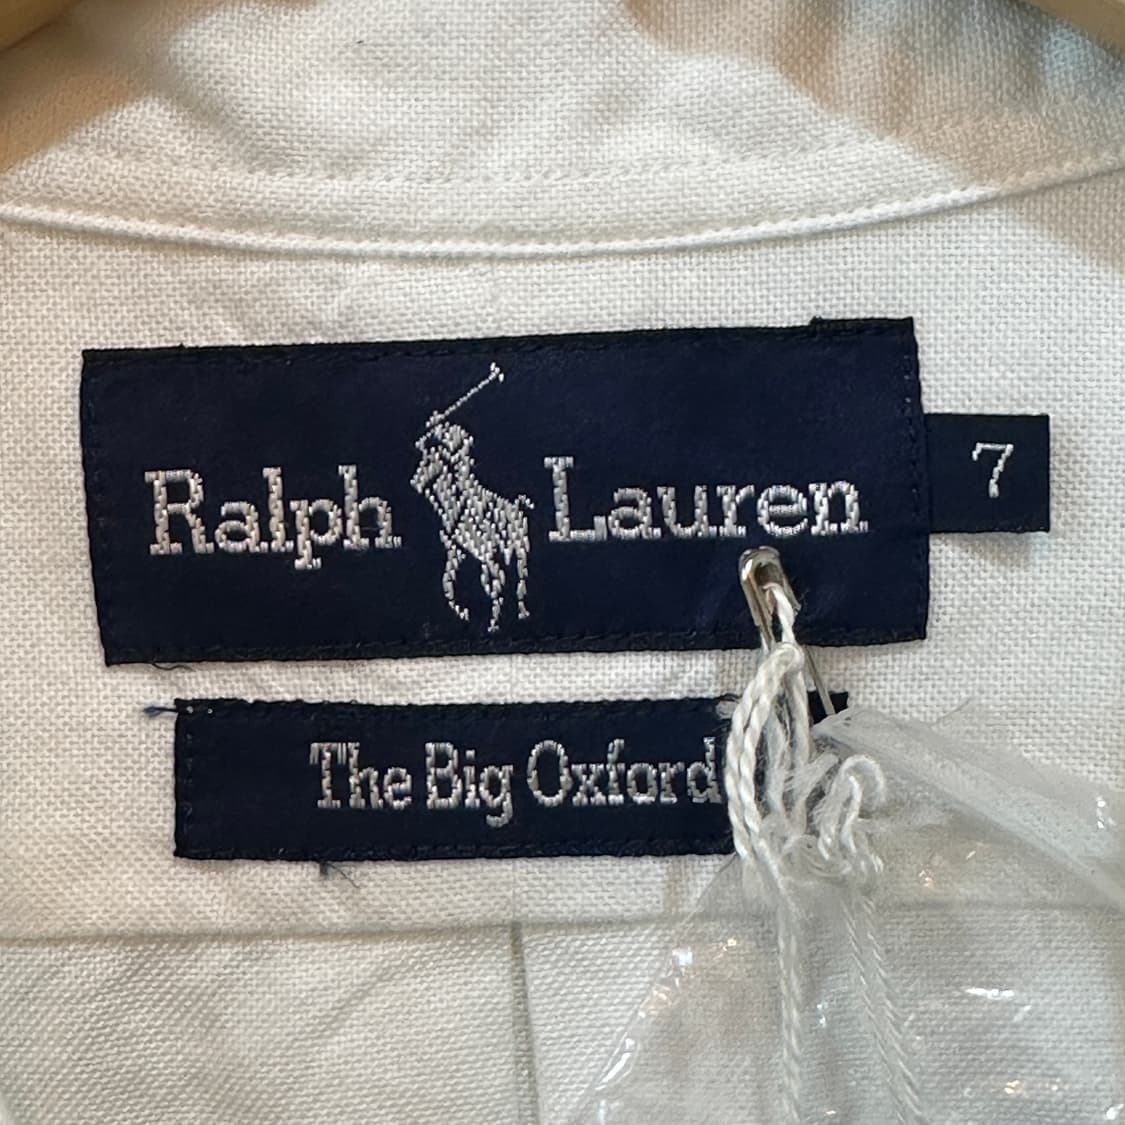 Ralph Lauren
7
The Big Oxford